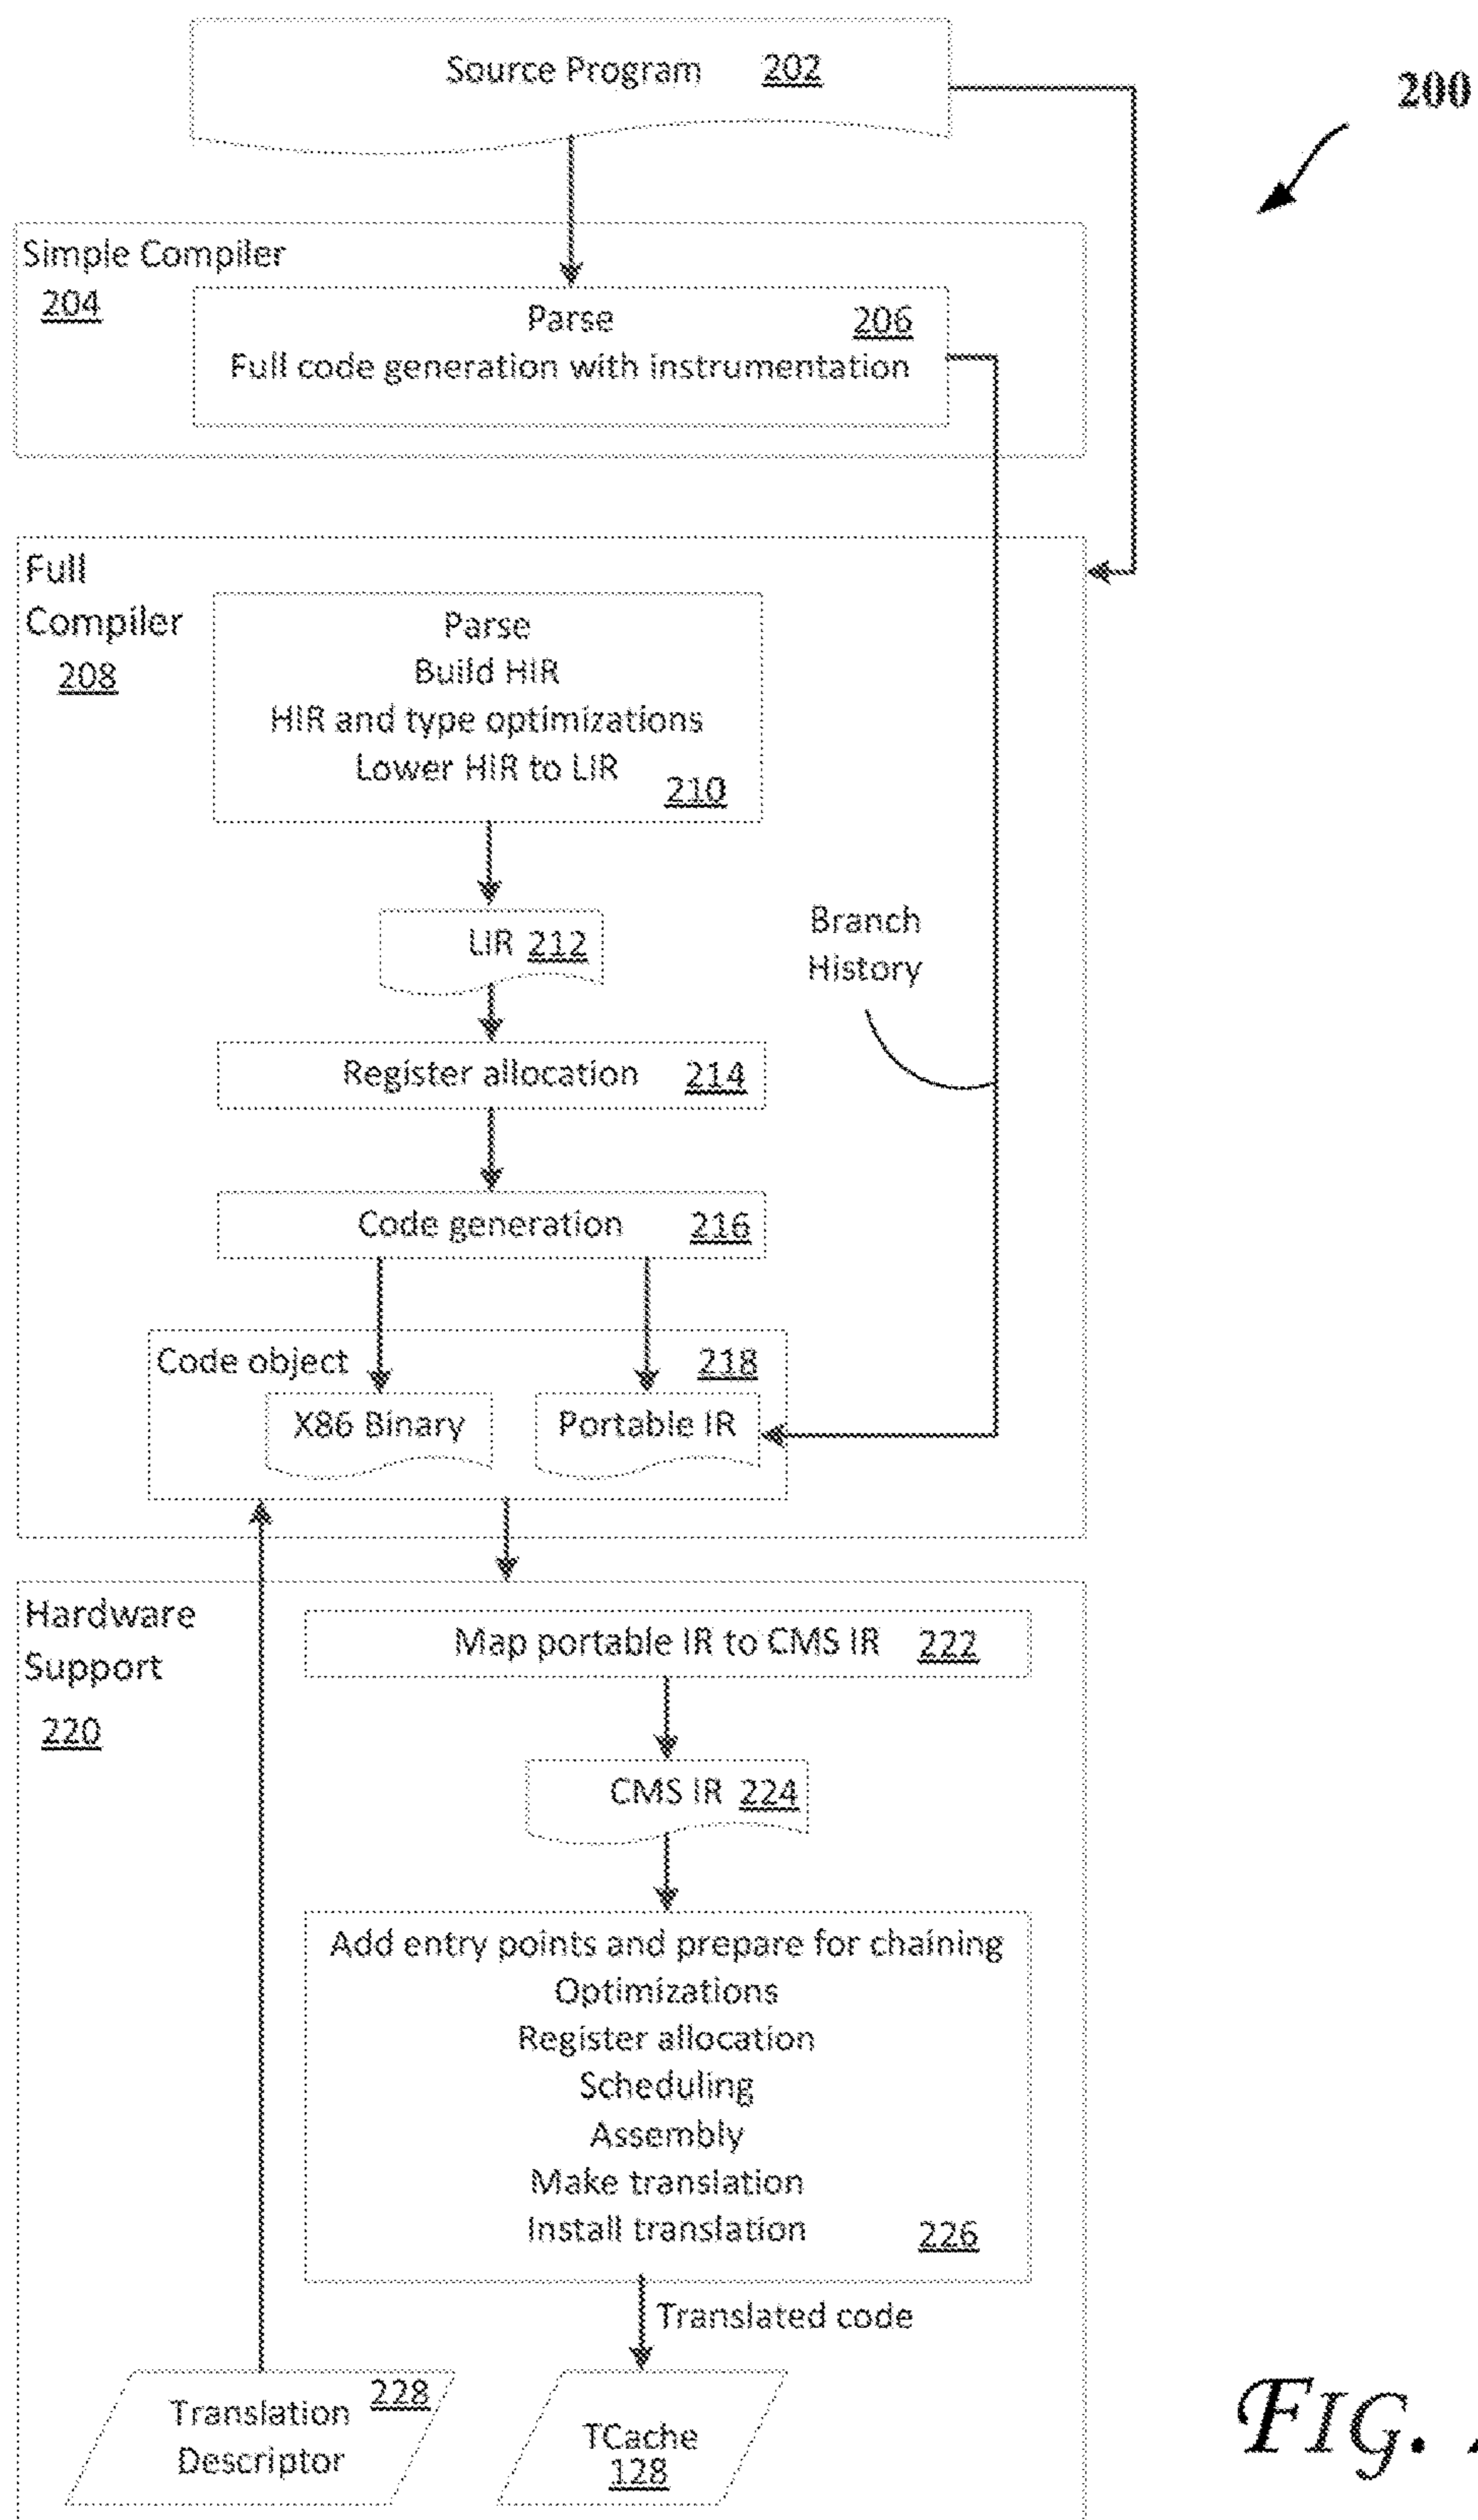 Source Program 202
200
Simple Compiler
204
Parse 206
Full code generation with instrumentation
Full
Compiler
208
Parse
Build HIR
HIR and type optimizations
Lower HIR to LIR
210
LIR 212
Branch
History
Register allocation 214
Code generation 216
Code object 218
X86 Binary
Portable IR
Hardware
Support
220
Map portable IR to CMS IR 222
CMS IR 224
Add entry points and prepare for chaining
Optimizations
Register allocation
Scheduling
Assembly
Make translation
Install translation 226
Translated code
228
Translation
Descriptor
TCache
128
FIG.